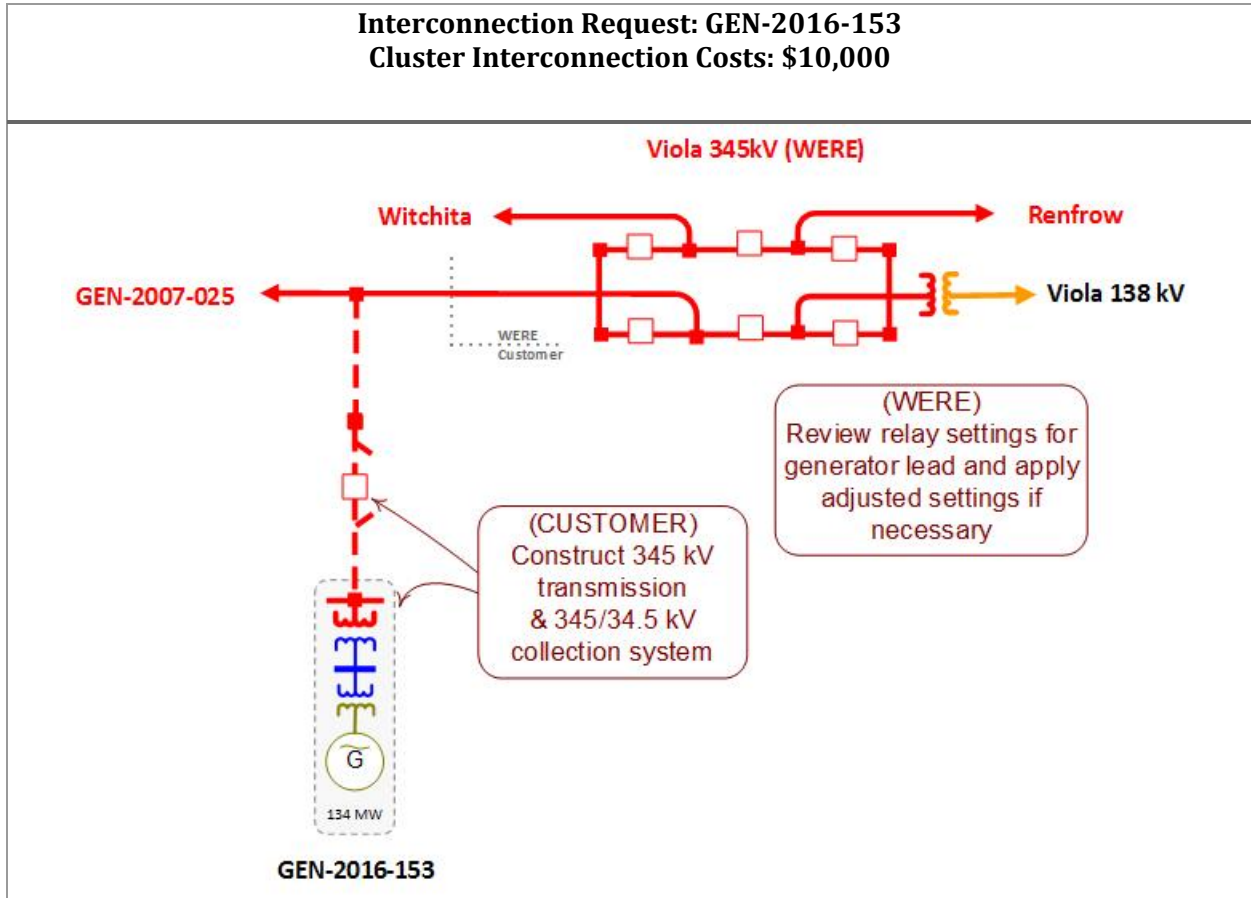 Interconnection Request: GEN-2016-153
Cluster Interconnection Costs: $10,000
Viola 345kV (WERE)
Witchita
Renfrow
GEN-2007-025
Viola 138 kV
WERE
Customer
(WERE)
Review relay settings for
generator lead and apply
adjusted settings if
necessary
(CUSTOMER)
Construct 345 kV
transmission
& 345/34.5 kV
collection system
G
134 MW
GEN-2016-153